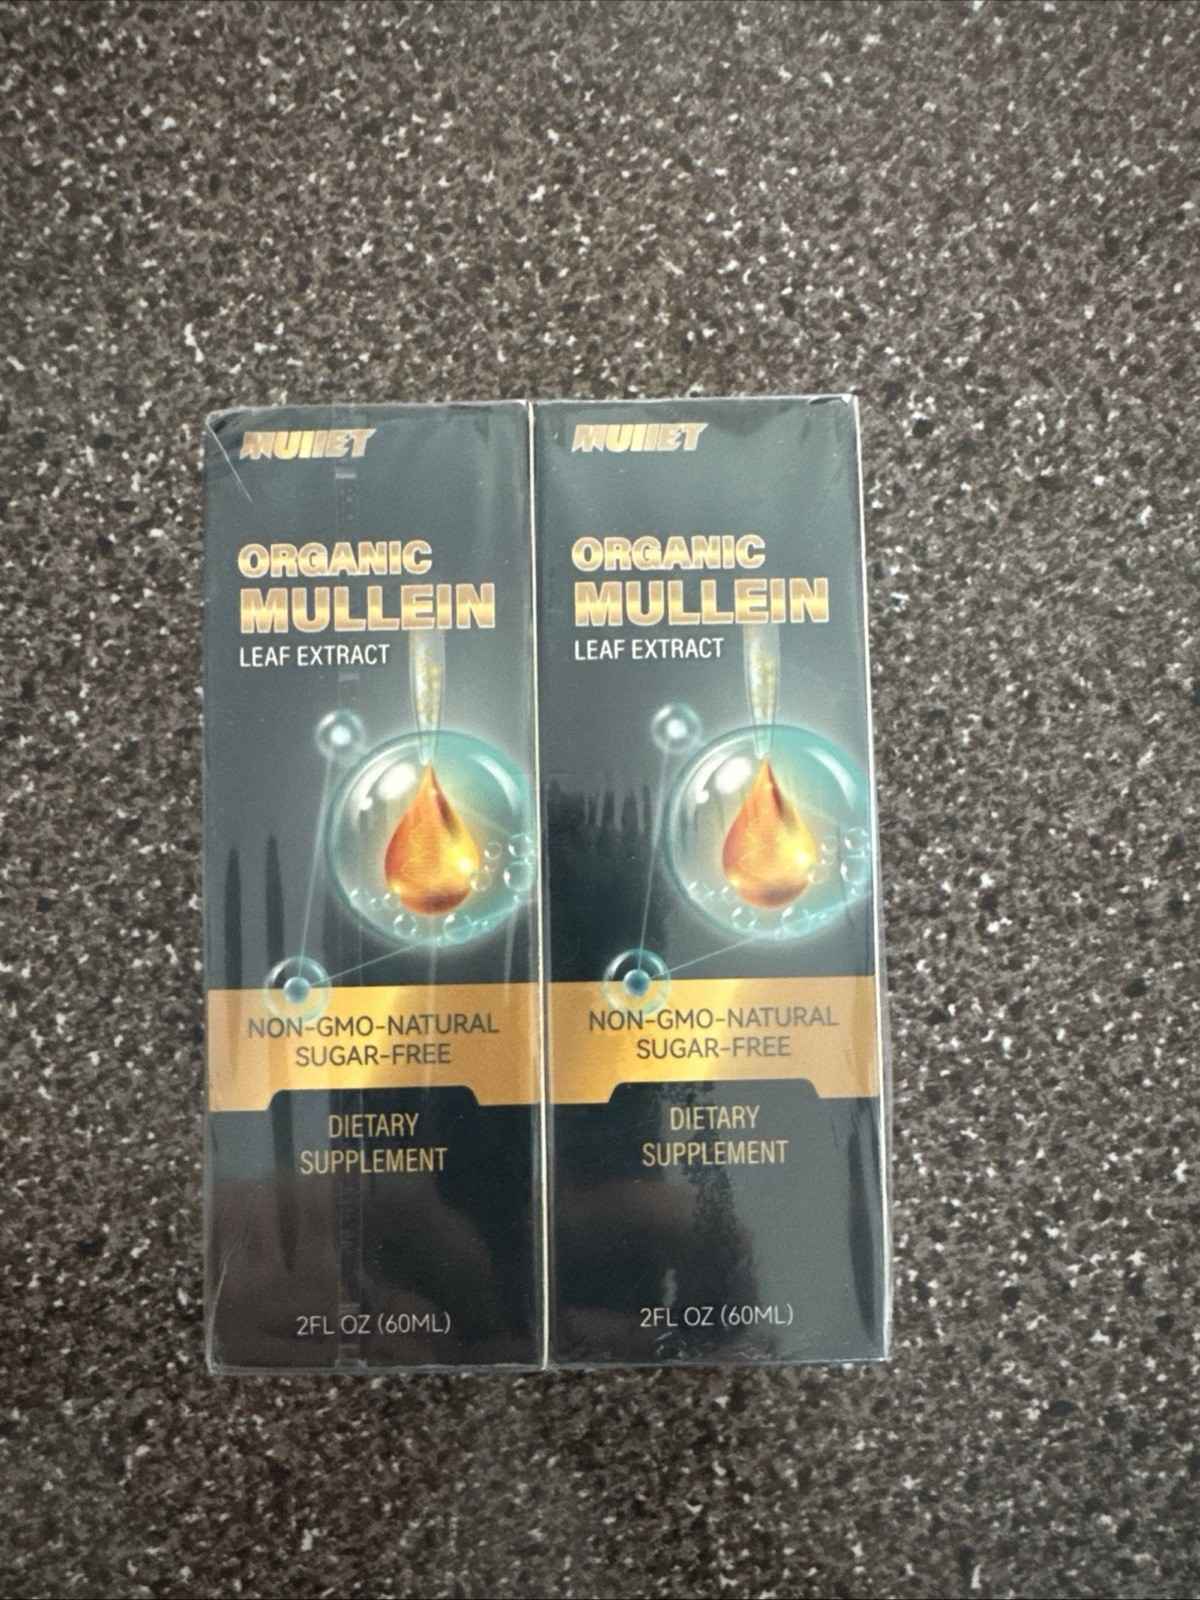 MUIIET
ORGANIC
MULLEIN
LEAF EXTRACT
NON-GMO-NATURAL
SUGAR-FREE
DIETARY
SUPPLEMENT
2FL OZ (60ML)
MUIIET
ORGANIC
MULLEIN
LEAF EXTRACT
NON-GMO-NATURAL
SUGAR-FREE
DIETARY
SUPPLEMENT
2FL OZ (60ML)